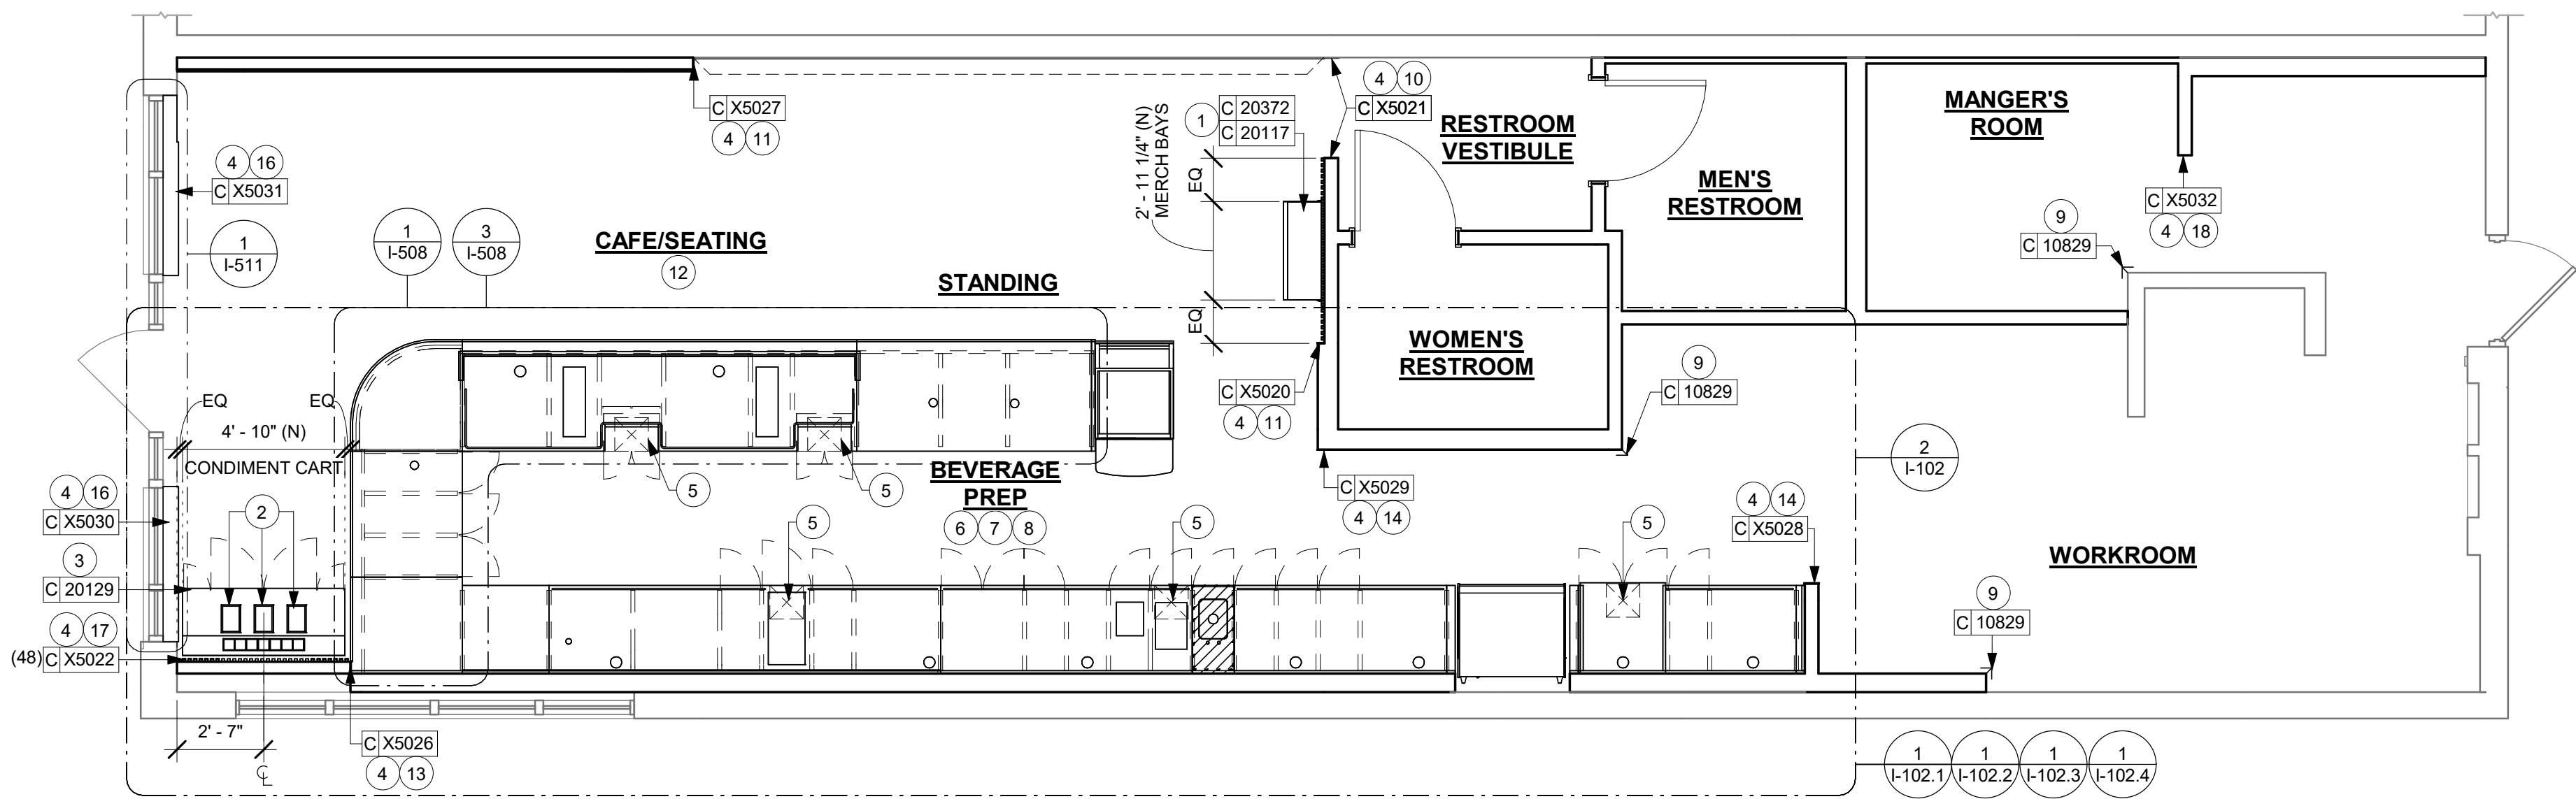 C X5027
4 11
4 10
C X5021
1
C 20372
C 20117
2' - 11 1/4" (N)
MERCH BAYS
EQ
EQ
RESTROOM
VESTIBULE
MEN'S
RESTROOM
MANGER'S
ROOM
C X5032
4 18
9
C 10829
4 16
C X5031
1
I-511
1
I-508
3
I-508
CAFE/SEATING
12
STANDING
WOMEN'S
RESTROOM
C X5020
4 11
9
C 10829
EQ
EQ
4' - 10" (N)
CONDIMENT CART
2
I-102
5
5
BEVERAGE
PREP
6 7 8
C X5029
4 14
4 14
C X5028
4 16
C X5030
2
5
5
5
WORKROOM
3
C 20129
4 17
(48) C X5022
9
C 10829
2' - 7"
CL
C X5026
4 13
1
I-102.1
1
I-102.2
1
I-102.3
1
I-102.4